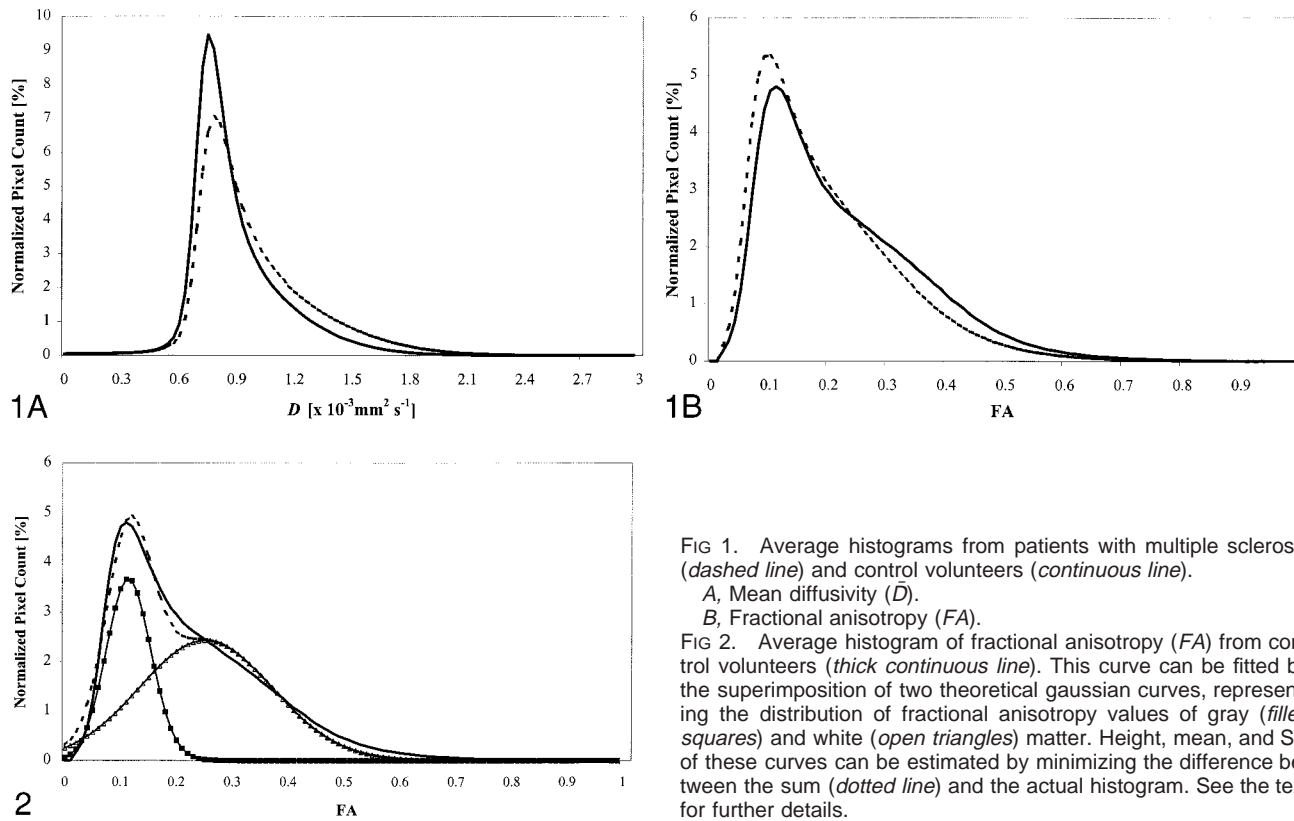 10
9
8
7
6
5
4
3
2
1
0
Normalized Pixel Count [%]
0 0.3 0.6 0.9 1.2 1.5 1.8 2.1 2.4 2.7 3
D [x 10⁻³mm² s⁻¹]
1A
6
5
4
3
2
1
0
Normalized Pixel Count [%]
0 0.1 0.2 0.3 0.4 0.5 0.6 0.7 0.8 0.9
FA
1B
6
5
4
3
2
1
0
Normalized Pixel Count [%]
0 0.1 0.2 0.3 0.4 0.5 0.6 0.7 0.8 0.9 1
FA
2
FIG 1. Average histograms from patients with multiple scleros
(dashed line) and control volunteers (continuous line).
A, Mean diffusivity (D̄).
B, Fractional anisotropy (FA).
FIG 2. Average histogram of fractional anisotropy (FA) from con
trol volunteers (thick continuous line). This curve can be fitted b
the superimposition of two theoretical gaussian curves, represen
ing the distribution of fractional anisotropy values of gray (fille
squares) and white (open triangles) matter. Height, mean, and S
of these curves can be estimated by minimizing the difference be
tween the sum (dotted line) and the actual histogram. See the te
for further details.